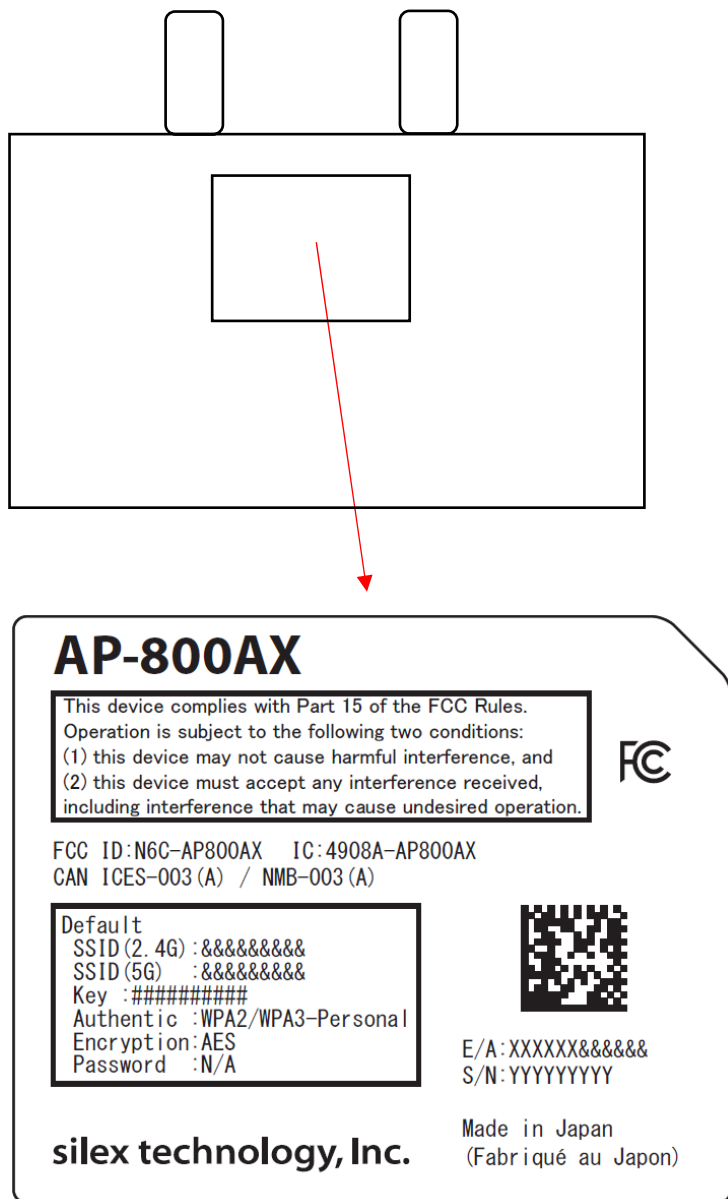 AP-800AX
This device complies with Part 15 of the FCC Rules.
Operation is subject to the following two conditions:
(1) this device may not cause harmful interference, and
(2) this device must accept any interference received,
including interference that may cause undesired operation.
FC
FCC ID:N6C-AP800AX IC:4908A-AP800AX
CAN ICES-003(A) / NMB-003(A)
Default
SSID(2.4G):&&&&&&&&&
SSID(5G) :&&&&&&&&&
Key :##########
Authentic :WPA2/WPA3-Personal
Encryption:AES
Password :N/A
E/A:XXXXXX&&&&&&
S/N:YYYYYYYYY
silex technology, Inc.
Made in Japan
(Fabriqué au Japon)